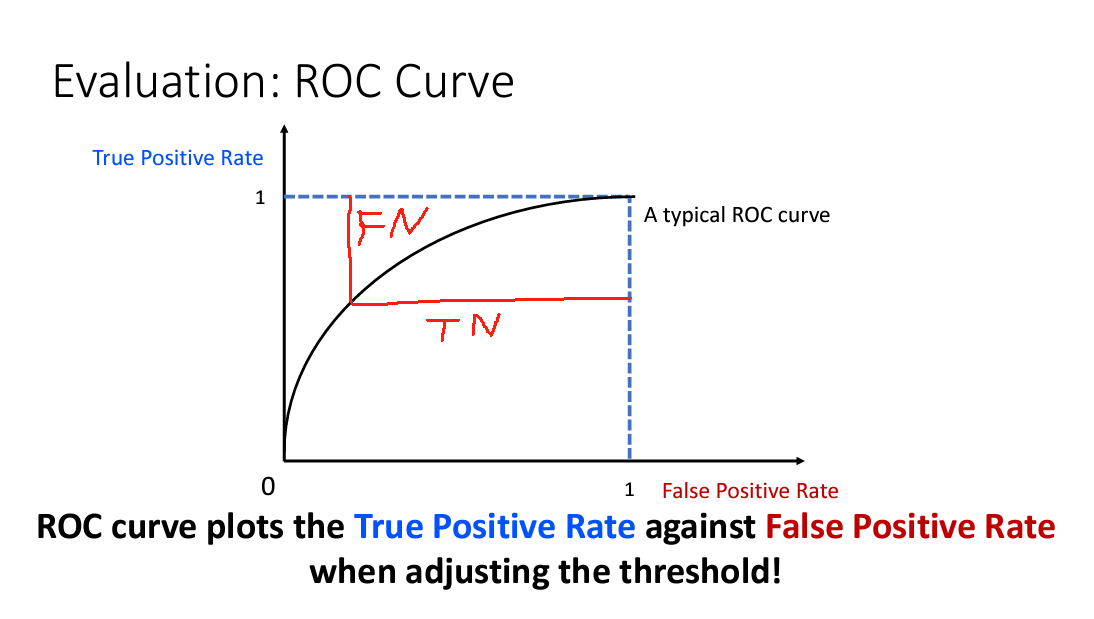 Evaluation: ROC Curve
True Positive Rate
1
A typical ROC curve
FN
TN
0
1
False Positive Rate
ROC curve plots the True Positive Rate against False Positive Rate
when adjusting the threshold!